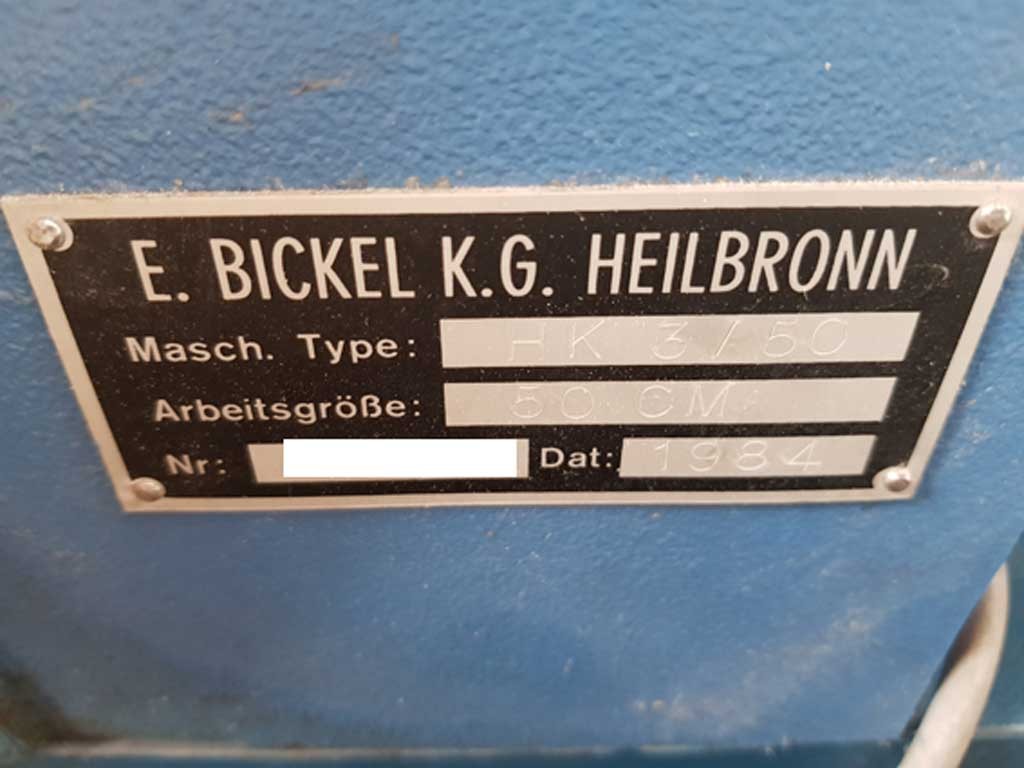 E. BICKEL K.G. HEILBRONN
Masch. Type: HK 3/50
Arbeitsgröße: 50 CM
Nr: Dat: 1984